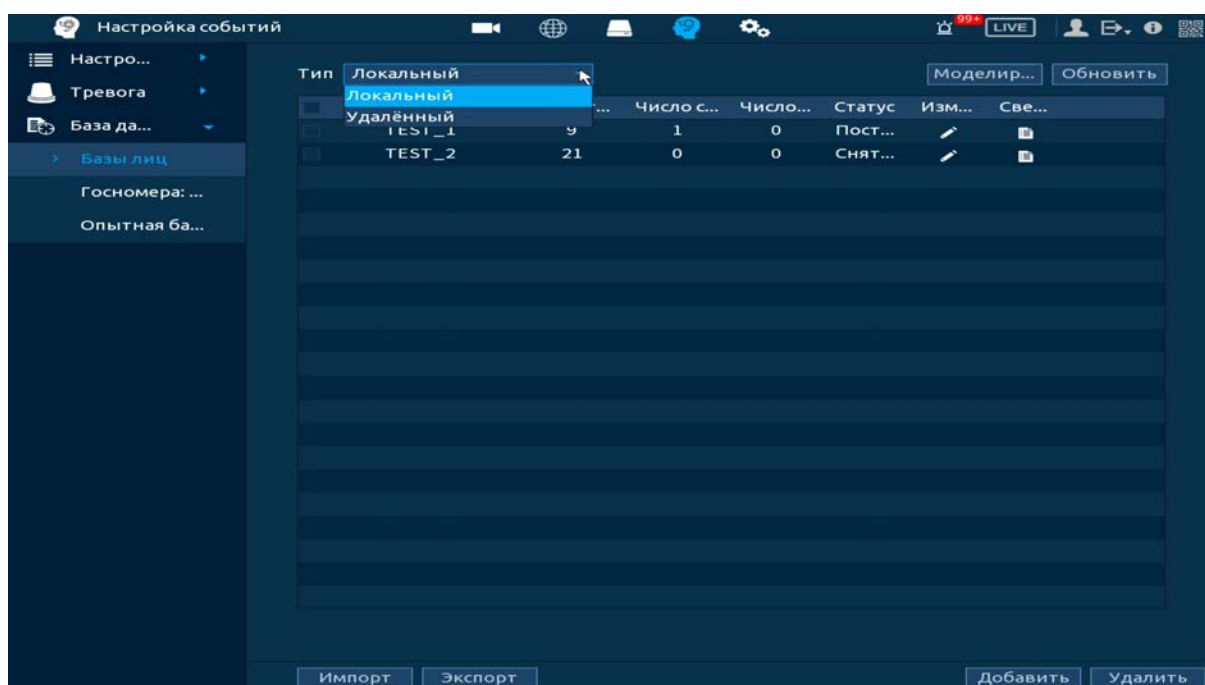 Настройка событий
99+
LIVE
Настро...
Тревога
База да...
Базы лиц
Госномера: ...
Опытная ба...
Тип Локальный
Локальный
Удалённый
Моделир... Обновить
... Число с... Число... Статус Изм... Све...
TEST_1 9 1 0 Пост...
TEST_2 21 0 0 Снят...
Импорт Экспорт Добавить Удалить